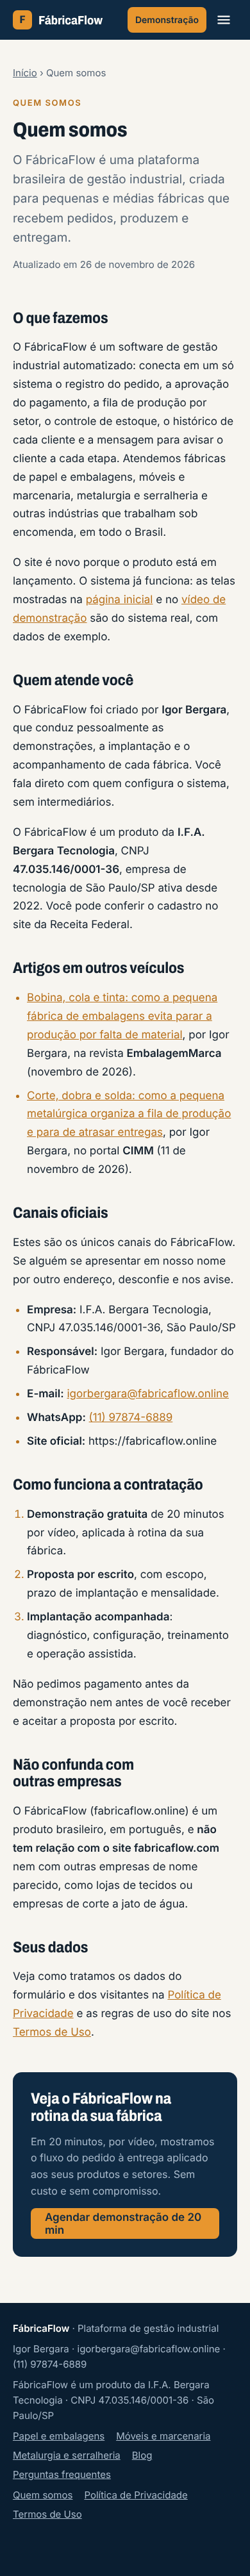 F FábricaFlow
Demonstração
Início › Quem somos
QUEM SOMOS
Quem somos
O FábricaFlow é uma plataforma
brasileira de gestão industrial, criada
para pequenas e médias fábricas que
recebem pedidos, produzem e
entregam.
Atualizado em 26 de novembro de 2026
O que fazemos
O FábricaFlow é um software de gestão
industrial automatizado: conecta em um só
sistema o registro do pedido, a aprovação
do pagamento, a fila de produção por
setor, o controle de estoque, o histórico de
cada cliente e a mensagem para avisar o
cliente a cada etapa. Atendemos fábricas
de papel e embalagens, móveis e
marcenaria, metalurgia e serralheria e
outras indústrias que trabalham sob
encomenda, em todo o Brasil.
O site é novo porque o produto está em
lançamento. O sistema já funciona: as telas
mostradas na página inicial e no vídeo de
demonstração são do sistema real, com
dados de exemplo.
Quem atende você
O FábricaFlow foi criado por Igor Bergara,
que conduz pessoalmente as
demonstrações, a implantação e o
acompanhamento de cada fábrica. Você
fala direto com quem configura o sistema,
sem intermediários.
O FábricaFlow é um produto da I.F.A.
Bergara Tecnologia, CNPJ
47.035.146/0001-36, empresa de
tecnologia de São Paulo/SP ativa desde
2022. Você pode conferir o cadastro no
site da Receita Federal.
Artigos em outros veículos
Bobina, cola e tinta: como a pequena
fábrica de embalagens evita parar a
produção por falta de material, por Igor
Bergara, na revista EmbalagemMarca
(novembro de 2026).
Corte, dobra e solda: como a pequena
metalúrgica organiza a fila de produção
e para de atrasar entregas, por Igor
Bergara, no portal CIMM (11 de
novembro de 2026).
Canais oficiais
Estes são os únicos canais do FábricaFlow.
Se alguém se apresentar em nosso nome
por outro endereço, desconfie e nos avise.
Empresa: I.F.A. Bergara Tecnologia,
CNPJ 47.035.146/0001-36, São Paulo/SP
Responsável: Igor Bergara, fundador do
FábricaFlow
E-mail: igorbergara@fabricaflow.online
WhatsApp: (11) 97874-6889
Site oficial: https://fabricaflow.online
Como funciona a contratação
1. Demonstração gratuita de 20 minutos
por vídeo, aplicada à rotina da sua
fábrica.
2. Proposta por escrito, com escopo,
prazo de implantação e mensalidade.
3. Implantação acompanhada:
diagnóstico, configuração, treinamento
e operação assistida.
Não pedimos pagamento antes da
demonstração nem antes de você receber
e aceitar a proposta por escrito.
Não confunda com
outras empresas
O FábricaFlow (fabricaflow.online) é um
produto brasileiro, em português, e não
tem relação com o site fabricaflow.com
nem com outras empresas de nome
parecido, como lojas de tecidos ou
empresas de corte a jato de água.
Seus dados
Veja como tratamos os dados do
formulário e dos visitantes na Política de
Privacidade e as regras de uso do site nos
Termos de Uso.
Veja o FábricaFlow na
rotina da sua fábrica
Em 20 minutos, por vídeo, mostramos
o fluxo do pedido à entrega aplicado
aos seus produtos e setores. Sem
custo e sem compromisso.
Agendar demonstração de 20
min
FábricaFlow · Plataforma de gestão industrial
Igor Bergara · igorbergara@fabricaflow.online ·
(11) 97874-6889
FábricaFlow é um produto da I.F.A. Bergara
Tecnologia · CNPJ 47.035.146/0001-36 · São
Paulo/SP
Papel e embalagens Móveis e marcenaria
Metalurgia e serralheria Blog
Perguntas frequentes
Quem somos Política de Privacidade
Termos de Uso